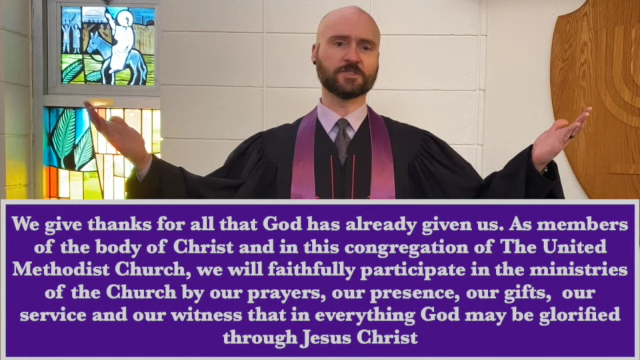 We give thanks for all that God has already given us. As members
of the body of Christ and in this congregation of The United
Methodist Church, we will faithfully participate in the ministries
of the Church by our prayers, our presence, our gifts, our
service and our witness that in everything God may be glorified
through Jesus Christ